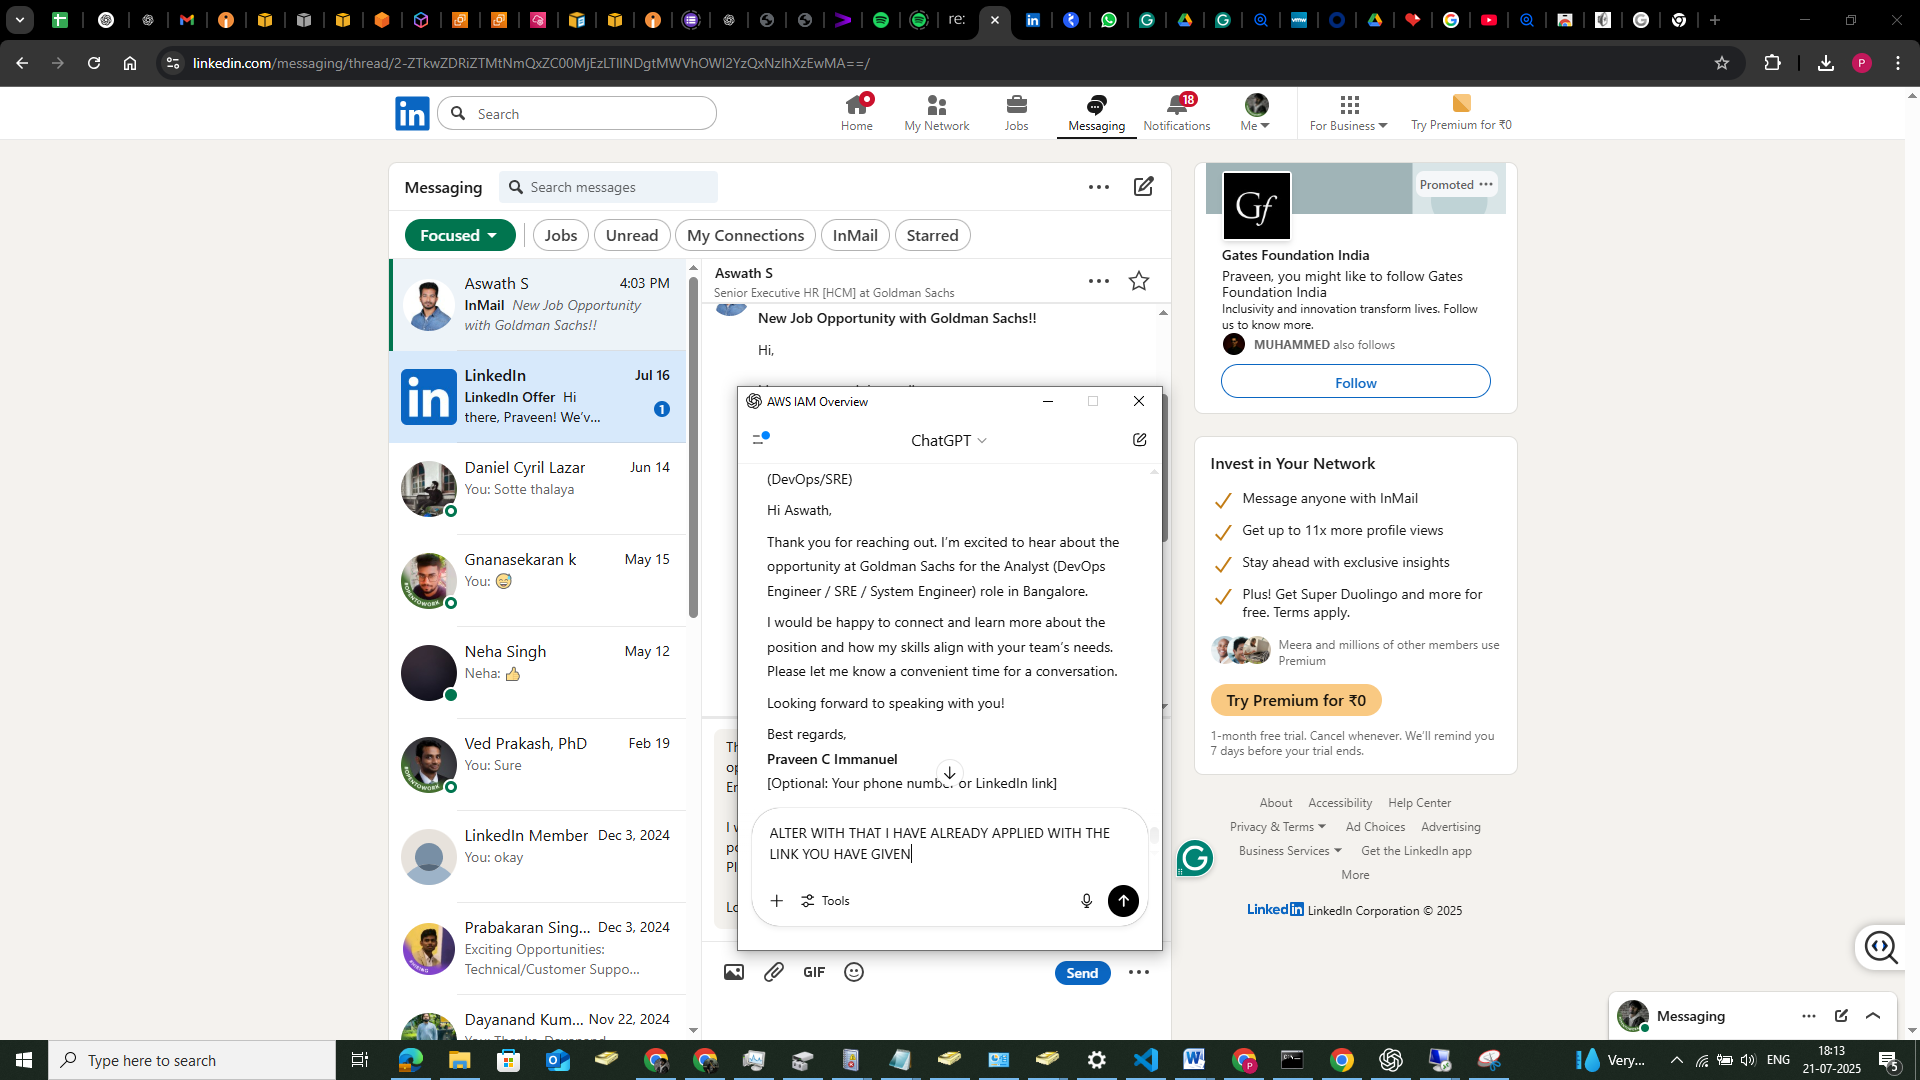 re:
linkedin.com/messaging/thread/2-ZTkwZDRiZTMtNmQxZC00MjEzLTllNDgtMWVhOWI2YzQxNzlhXzEwMA==/
Search
Home
My Network
Jobs
Messaging
18
Notifications
Me
For Business
Try Premium for ₹0
Messaging
Search messages
Focused
Jobs
Unread
My Connections
InMail
Starred
Aswath S
4:03 PM
InMail New Job Opportunity
with Goldman Sachs!!
LinkedIn
Jul 16
LinkedIn Offer Hi
there, Praveen! We'v...
1
Daniel Cyril Lazar
Jun 14
You: Sotte thalaya
Gnanasekaran k
May 15
You: 😅
Neha Singh
May 12
Neha: 👍
Ved Prakash, PhD
Feb 19
You: Sure
LinkedIn Member
Dec 3, 2024
You: okay
Prabakaran Sing...
Dec 3, 2024
Exciting Opportunities:
Technical/Customer Suppo...
Dayanand Kum...
Nov 22, 2024
Aswath S
Senior Executive HR [HCM] at Goldman Sachs
New Job Opportunity with Goldman Sachs!!
Hi,
AWS IAM Overview
ChatGPT
(DevOps/SRE)
Hi Aswath,
Thank you for reaching out. I'm excited to hear about the
opportunity at Goldman Sachs for the Analyst (DevOps
Engineer / SRE / System Engineer) role in Bangalore.
I would be happy to connect and learn more about the
position and how my skills align with your team's needs.
Please let me know a convenient time for a conversation.
Looking forward to speaking with you!
Best regards,
Praveen C Immanuel
[Optional: Your phone number or LinkedIn link]
ALTER WITH THAT I HAVE ALREADY APPLIED WITH THE
LINK YOU HAVE GIVEN
Tools
GIF
Send
Promoted
Gf
Gates Foundation India
Praveen, you might like to follow Gates
Foundation India
Inclusivity and innovation transform lives. Follow
us to know more.
MUHAMMED also follows
Follow
Invest in Your Network
Message anyone with InMail
Get up to 11x more profile views
Stay ahead with exclusive insights
Plus! Get Super Duolingo and more for
free. Terms apply.
Meera and millions of other members use
Premium
Try Premium for ₹0
1-month free trial. Cancel whenever. We'll remind you
7 days before your trial ends.
About
Accessibility
Help Center
Privacy & Terms
Ad Choices
Advertising
Business Services
Get the LinkedIn app
More
LinkedIn LinkedIn Corporation © 2025
Messaging
Type here to search
Very...
ENG
18:13
21-07-2025
5